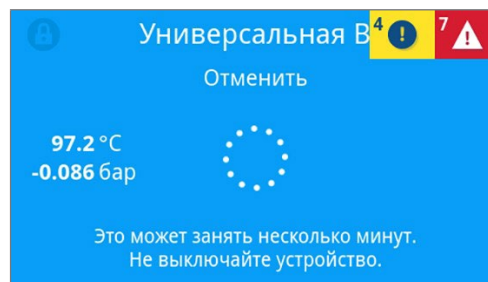 Универсальная В
4
7
Отменить
97.2 °C
-0.086 бар
Это может занять несколько минут.
Не выключайте устройство.